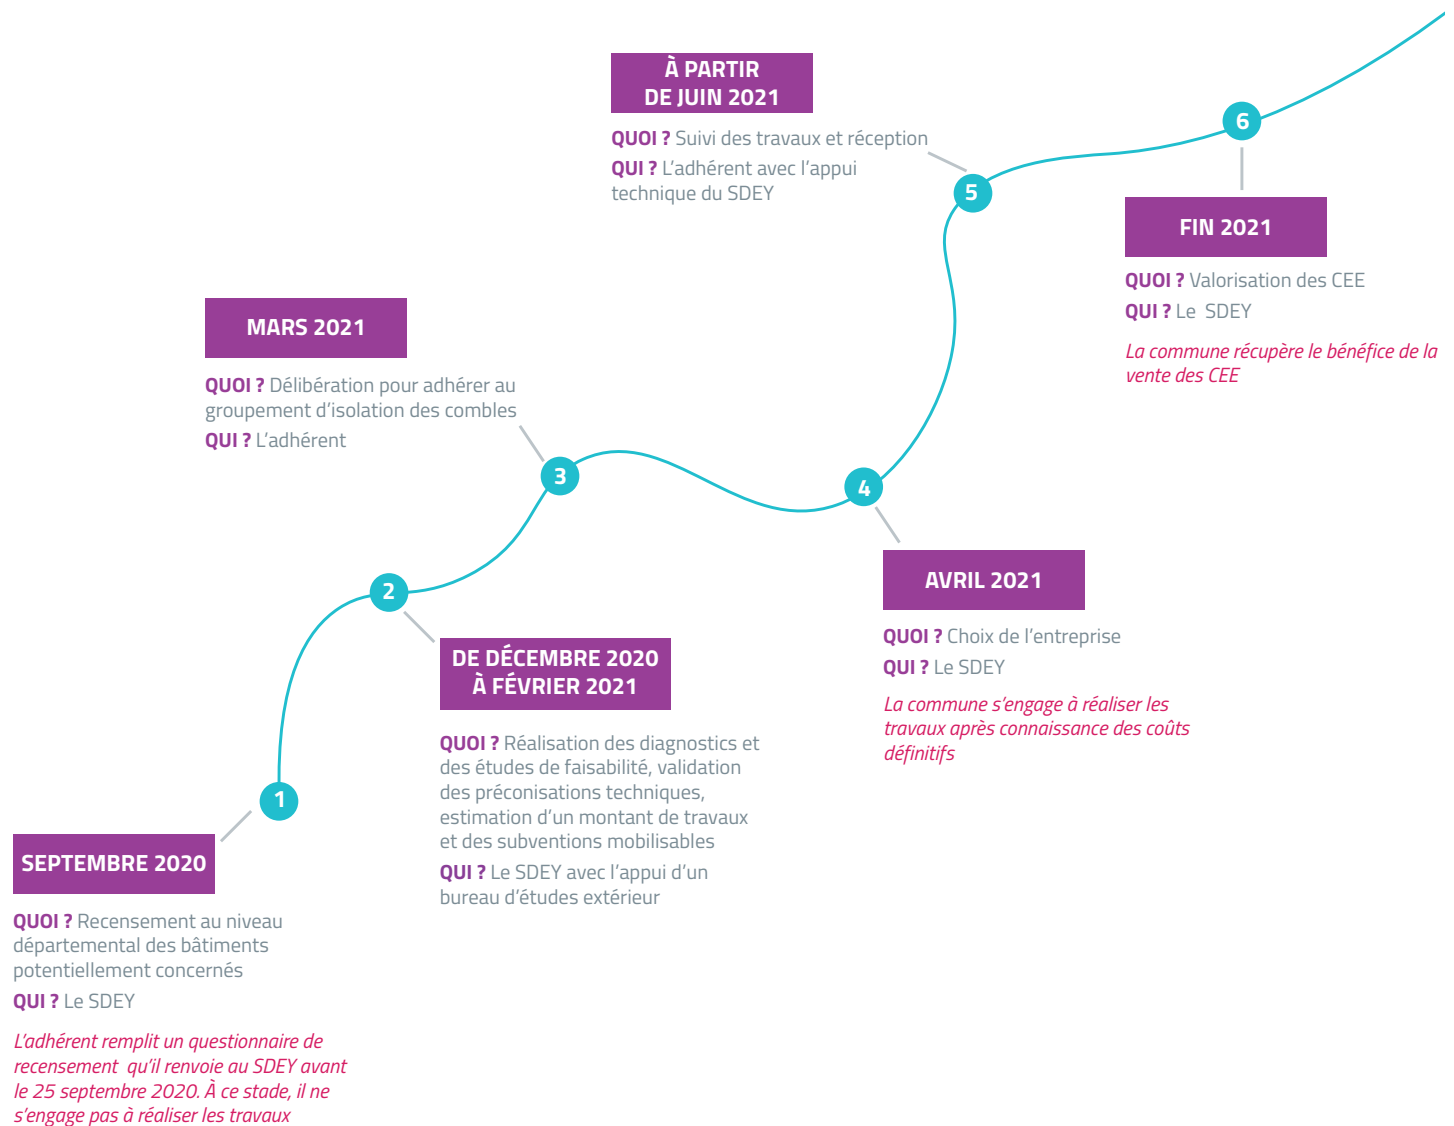 1
SEPTEMBRE 2020
QUOI ? Recensement au niveau
départemental des bâtiments
potentiellement concernés
QUI ? Le SDEY
L'adhérent remplit un questionnaire de
recensement qu'il renvoie au SDEY avant
le 25 septembre 2020. À ce stade, il ne
s'engage pas à réaliser les travaux
2
DE DÉCEMBRE 2020
À FÉVRIER 2021
QUOI ? Réalisation des diagnostics et
des études de faisabilité, validation
des préconisations techniques,
estimation d'un montant de travaux
et des subventions mobilisables
QUI ? Le SDEY avec l'appui d'un
bureau d'études extérieur
3
MARS 2021
QUOI ? Délibération pour adhérer au
groupement d'isolation des combles
QUI ? L'adhérent
4
AVRIL 2021
QUOI ? Choix de l'entreprise
QUI ? Le SDEY
La commune s'engage à réaliser les
travaux après connaissance des coûts
définitifs
5
À PARTIR
DE JUIN 2021
QUOI ? Suivi des travaux et réception
QUI ? L'adhérent avec l'appui
technique du SDEY
6
FIN 2021
QUOI ? Valorisation des CEE
QUI ? Le SDEY
La commune récupère le bénéfice de la
vente des CEE